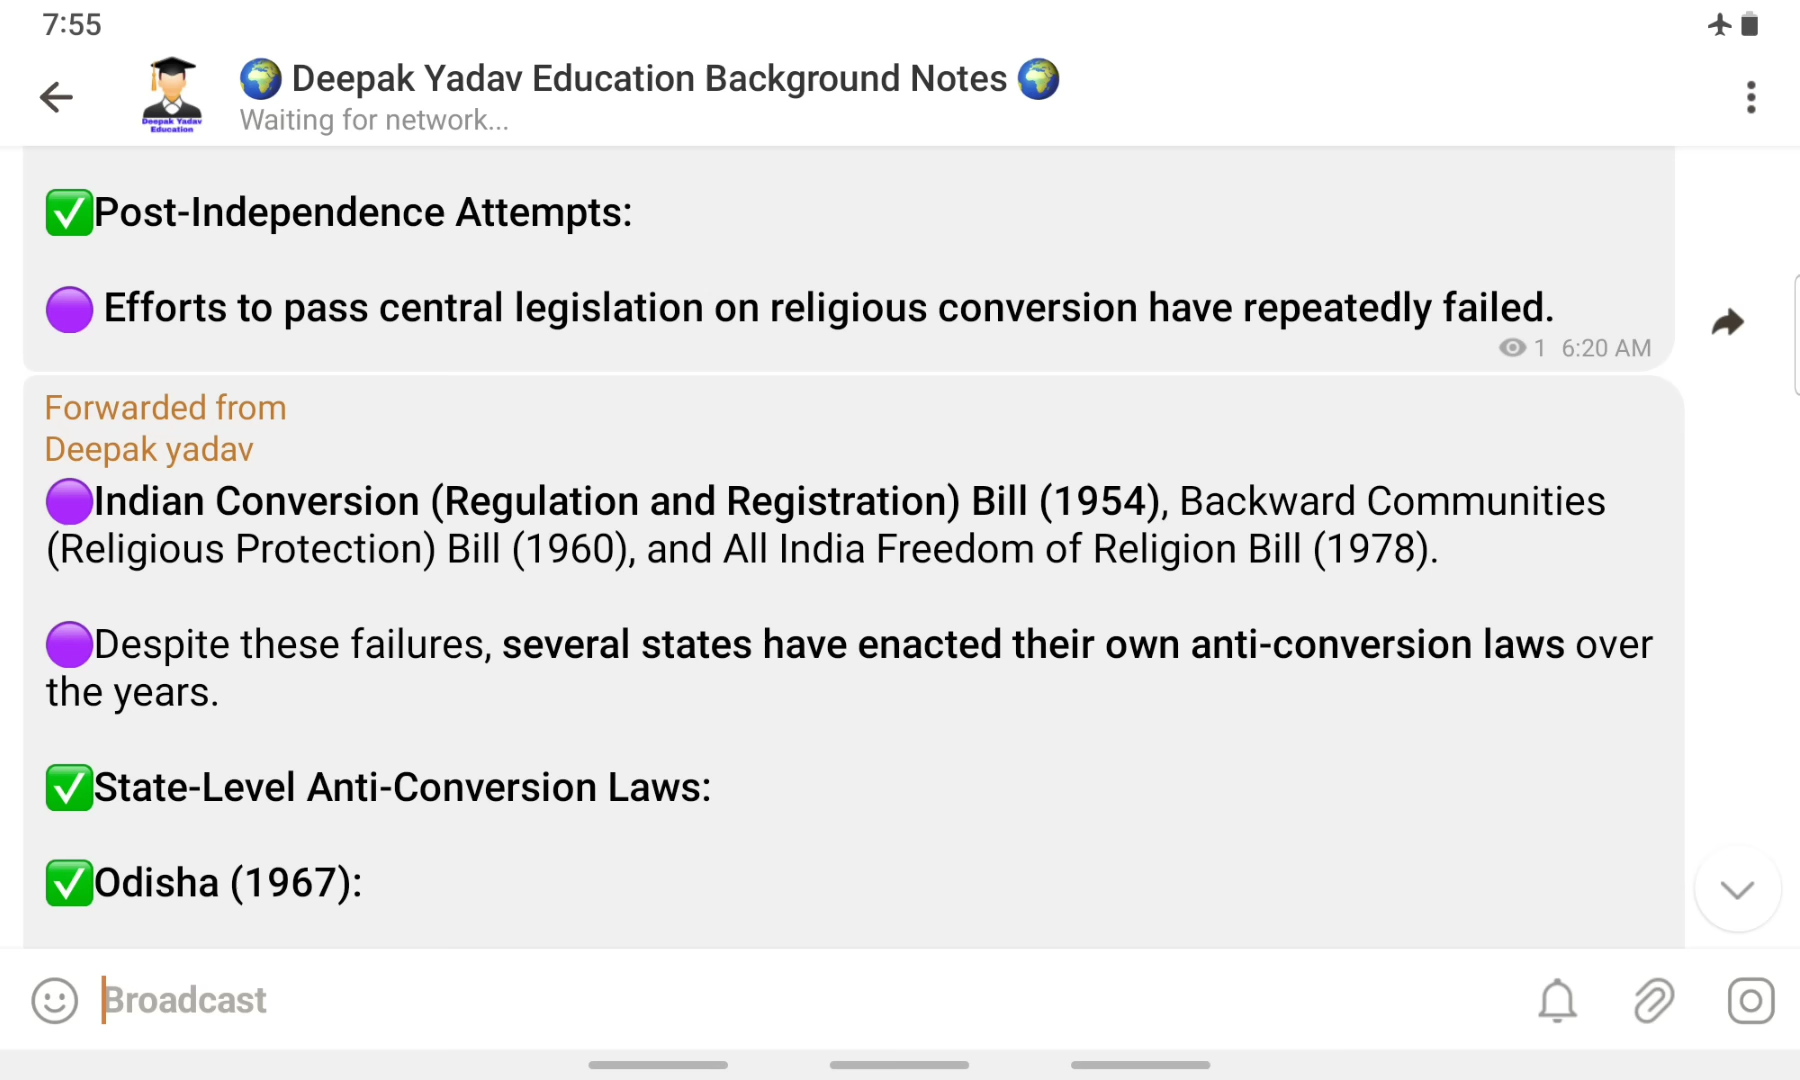 7:55
Deepak Yadav Education Background Notes
Waiting for network...
Deepak Yadav
Education
Post-Independence Attempts:
Efforts to pass central legislation on religious conversion have repeatedly failed.
1 6:20 AM
Forwarded from
Deepak yadav
Indian Conversion (Regulation and Registration) Bill (1954), Backward Communities
(Religious Protection) Bill (1960), and All India Freedom of Religion Bill (1978).
Despite these failures, several states have enacted their own anti-conversion laws over
the years.
State-Level Anti-Conversion Laws:
Odisha (1967):
Broadcast